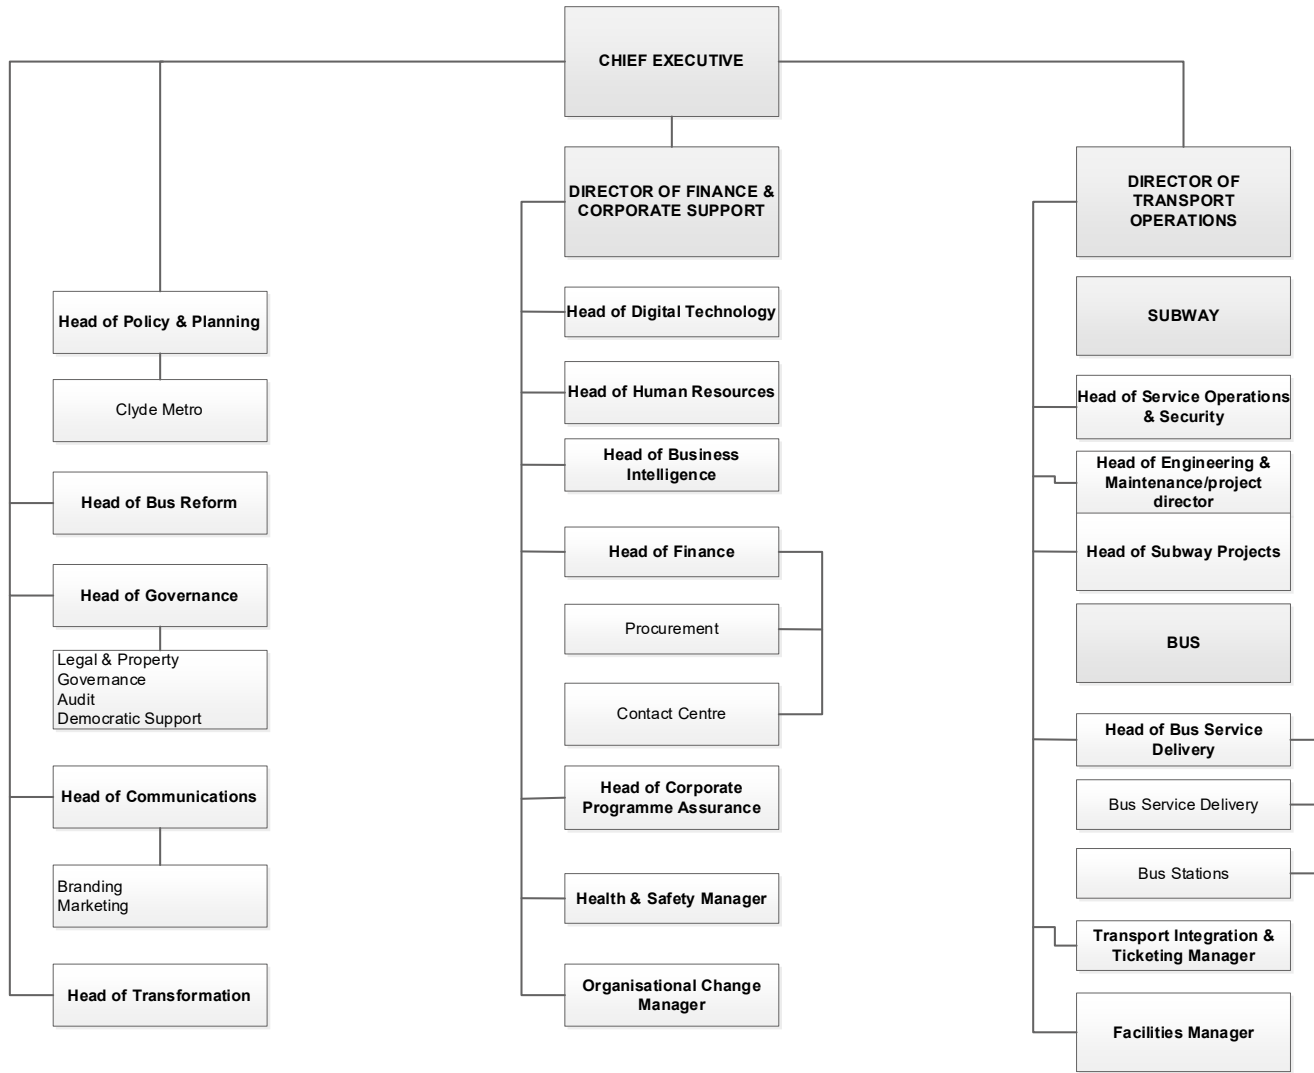 CHIEF EXECUTIVE
Head of Policy & Planning
Clyde Metro
Head of Bus Reform
Head of Governance
Legal & Property
Governance
Audit
Democratic Support
Head of Communications
Branding
Marketing
Head of Transformation
DIRECTOR OF FINANCE &
CORPORATE SUPPORT
Head of Digital Technology
Head of Human Resources
Head of Business
Intelligence
Head of Finance
Procurement
Contact Centre
Head of Corporate
Programme Assurance
Health & Safety Manager
Organisational Change
Manager
DIRECTOR OF
TRANSPORT
OPERATIONS
SUBWAY
Head of Service Operations
& Security
Head of Engineering &
Maintenance/project
director
Head of Subway Projects
BUS
Head of Bus Service
Delivery
Bus Service Delivery
Bus Stations
Transport Integration &
Ticketing Manager
Facilities Manager